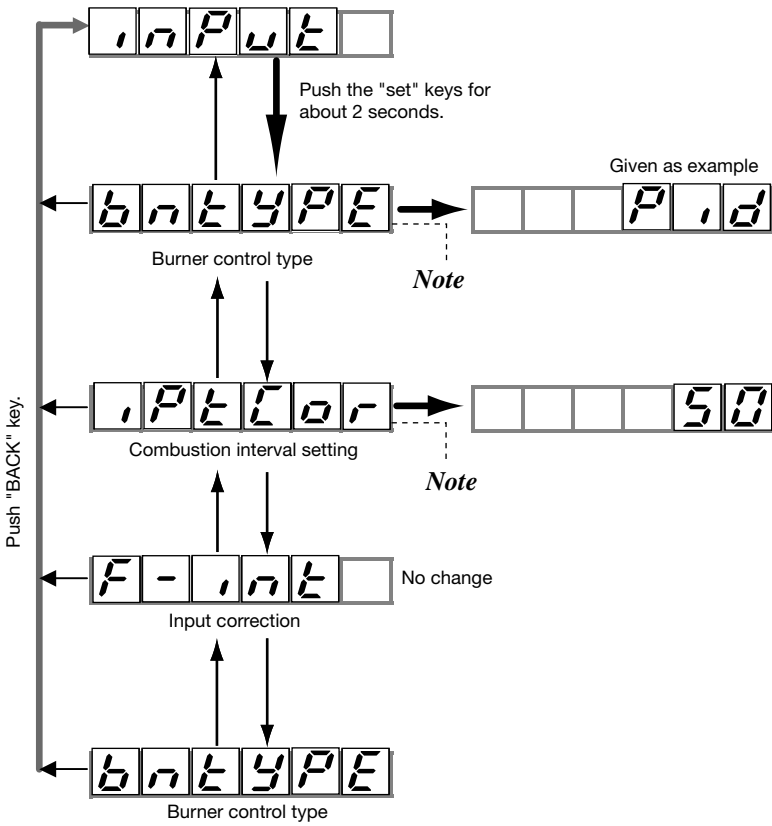 inPut
Push the "set" keys for
about 2 seconds.
Given as example
bntyPE
Pid
Burner control type
Note
iPtCor
50
Combustion interval setting
Note
Push "BACK" key.
F-int
No change
Input correction
bntyPE
Burner control type